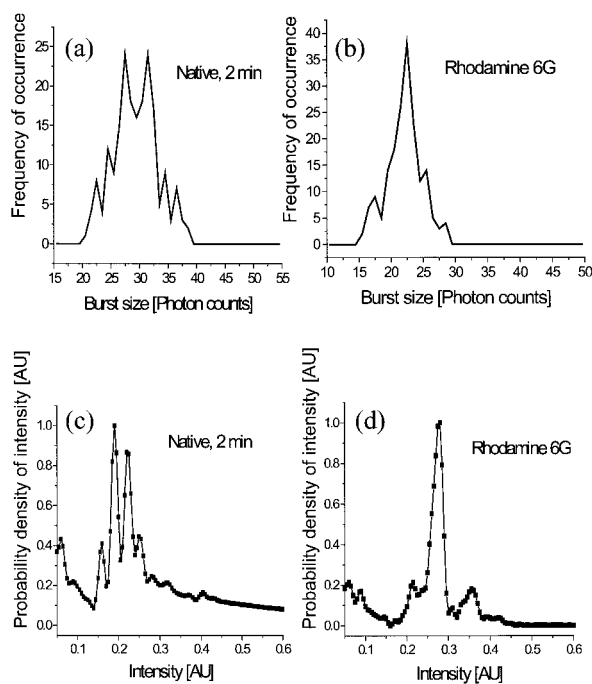 (a)
Native, 2 min
Frequency of occurrence
25
20
15
10
5
0
15 20 25 30 35 40 45 50 55
Burst size [Photon counts]
(b)
Rhodamine 6G
Frequency of occurrence
40
35
30
25
20
15
10
5
0
10 15 20 25 30 35 40 45 50
Burst size [Photon counts]
(c)
Native, 2 min
Probability density of intensity [AU]
1.0
0.8
0.6
0.4
0.2
0.0
0.1 0.2 0.3 0.4 0.5 0.6
Intensity [AU]
(d)
Rhodamine 6G
Probability density of intensity [AU]
1.0
0.8
0.6
0.4
0.2
0.0
0.1 0.2 0.3 0.4 0.5 0.6
Intensity [AU]